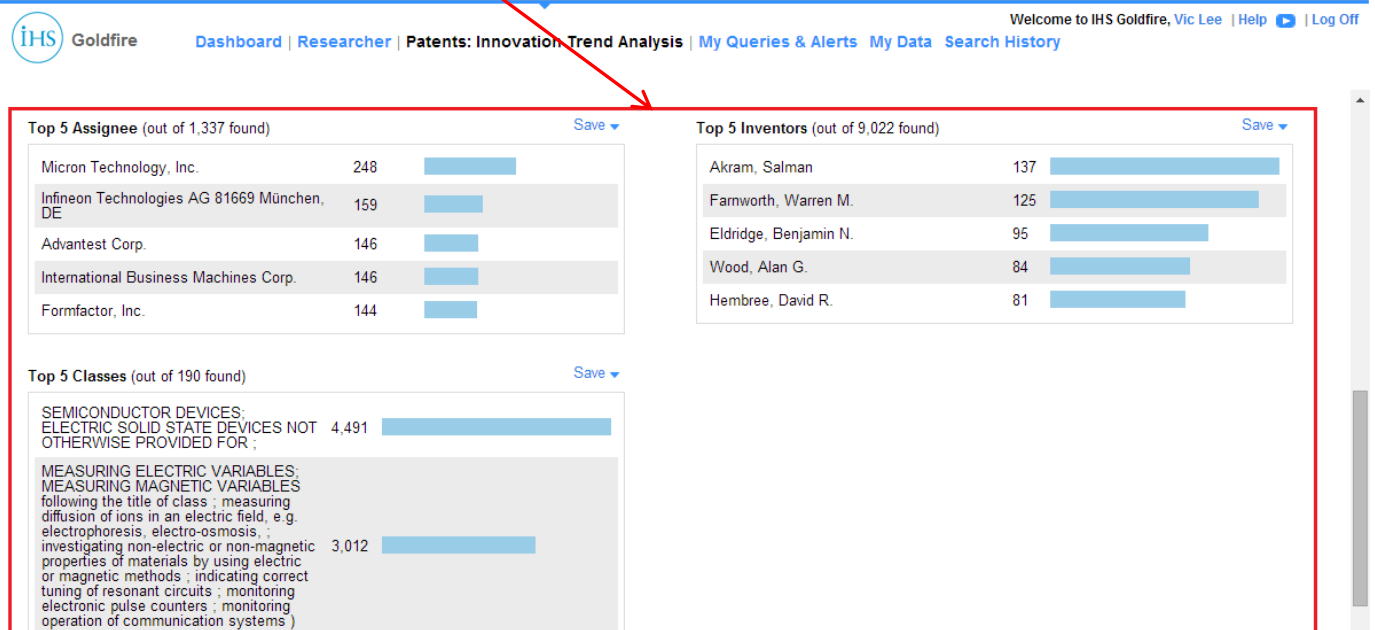 Welcome to IHS Goldfire, Vic Lee | Help | Log Off
IHS Goldfire
Dashboard | Researcher | Patents: Innovation Trend Analysis | My Queries & Alerts My Data Search History
Top 5 Assignee (out of 1,337 found) Save
Micron Technology, Inc. 248
Infineon Technologies AG 81669 München,
DE 159
Advantest Corp. 146
International Business Machines Corp. 146
Formfactor, Inc. 144
Top 5 Inventors (out of 9,022 found) Save
Akram, Salman 137
Farnworth, Warren M. 125
Eldridge, Benjamin N. 95
Wood, Alan G. 84
Hembree, David R. 81
Top 5 Classes (out of 190 found) Save
SEMICONDUCTOR DEVICES;
ELECTRIC SOLID STATE DEVICES NOT 4,491
OTHERWISE PROVIDED FOR ;
MEASURING ELECTRIC VARIABLES;
MEASURING MAGNETIC VARIABLES
following the title of class ; measuring
diffusion of ions in an electric field, e.g.
electrophoresis, electro-osmosis, ;
investigating non-electric or non-magnetic 3,012
properties of materials by using electric
or magnetic methods ; indicating correct
tuning of resonant circuits ; monitoring
electronic pulse counters ; monitoring
operation of communication systems )